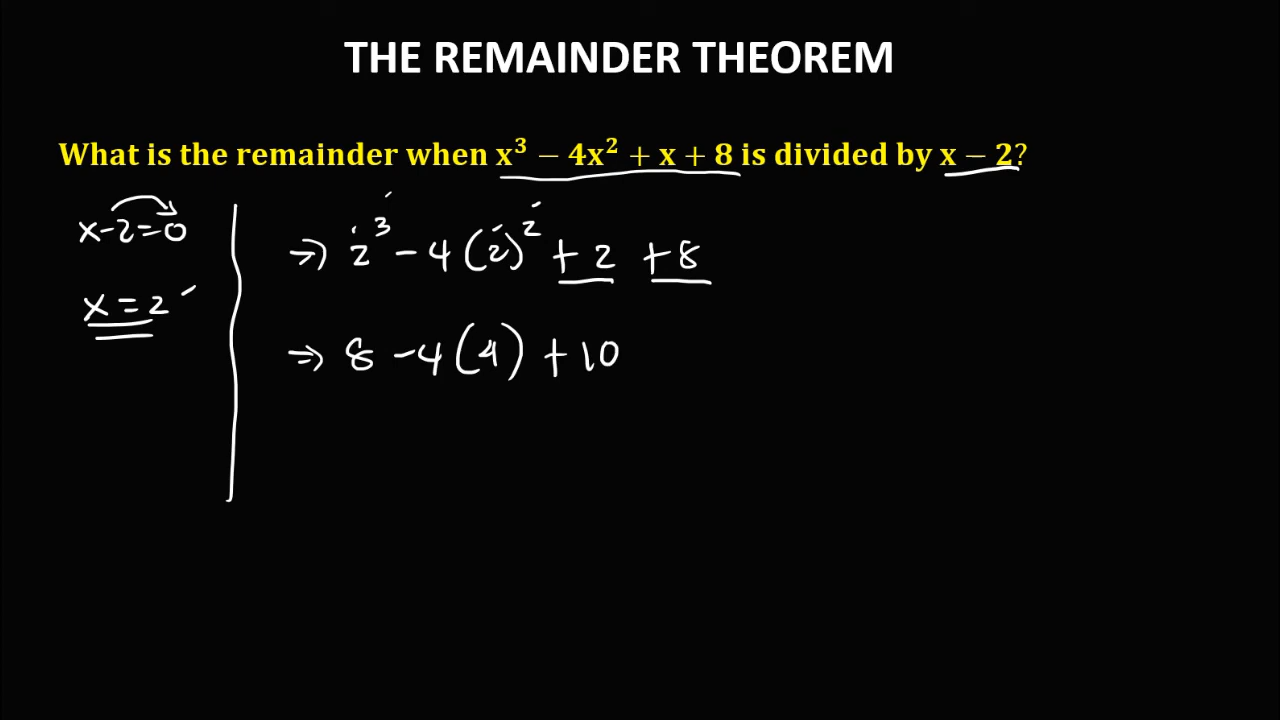 THE REMAINDER THEOREM
What is the remainder when x³ − 4x² + x + 8 is divided by x − 2?
x-2=0
x=2
⇒ 2³ - 4(2)² + 2 + 8
⇒ 8 - 4(4) + 10